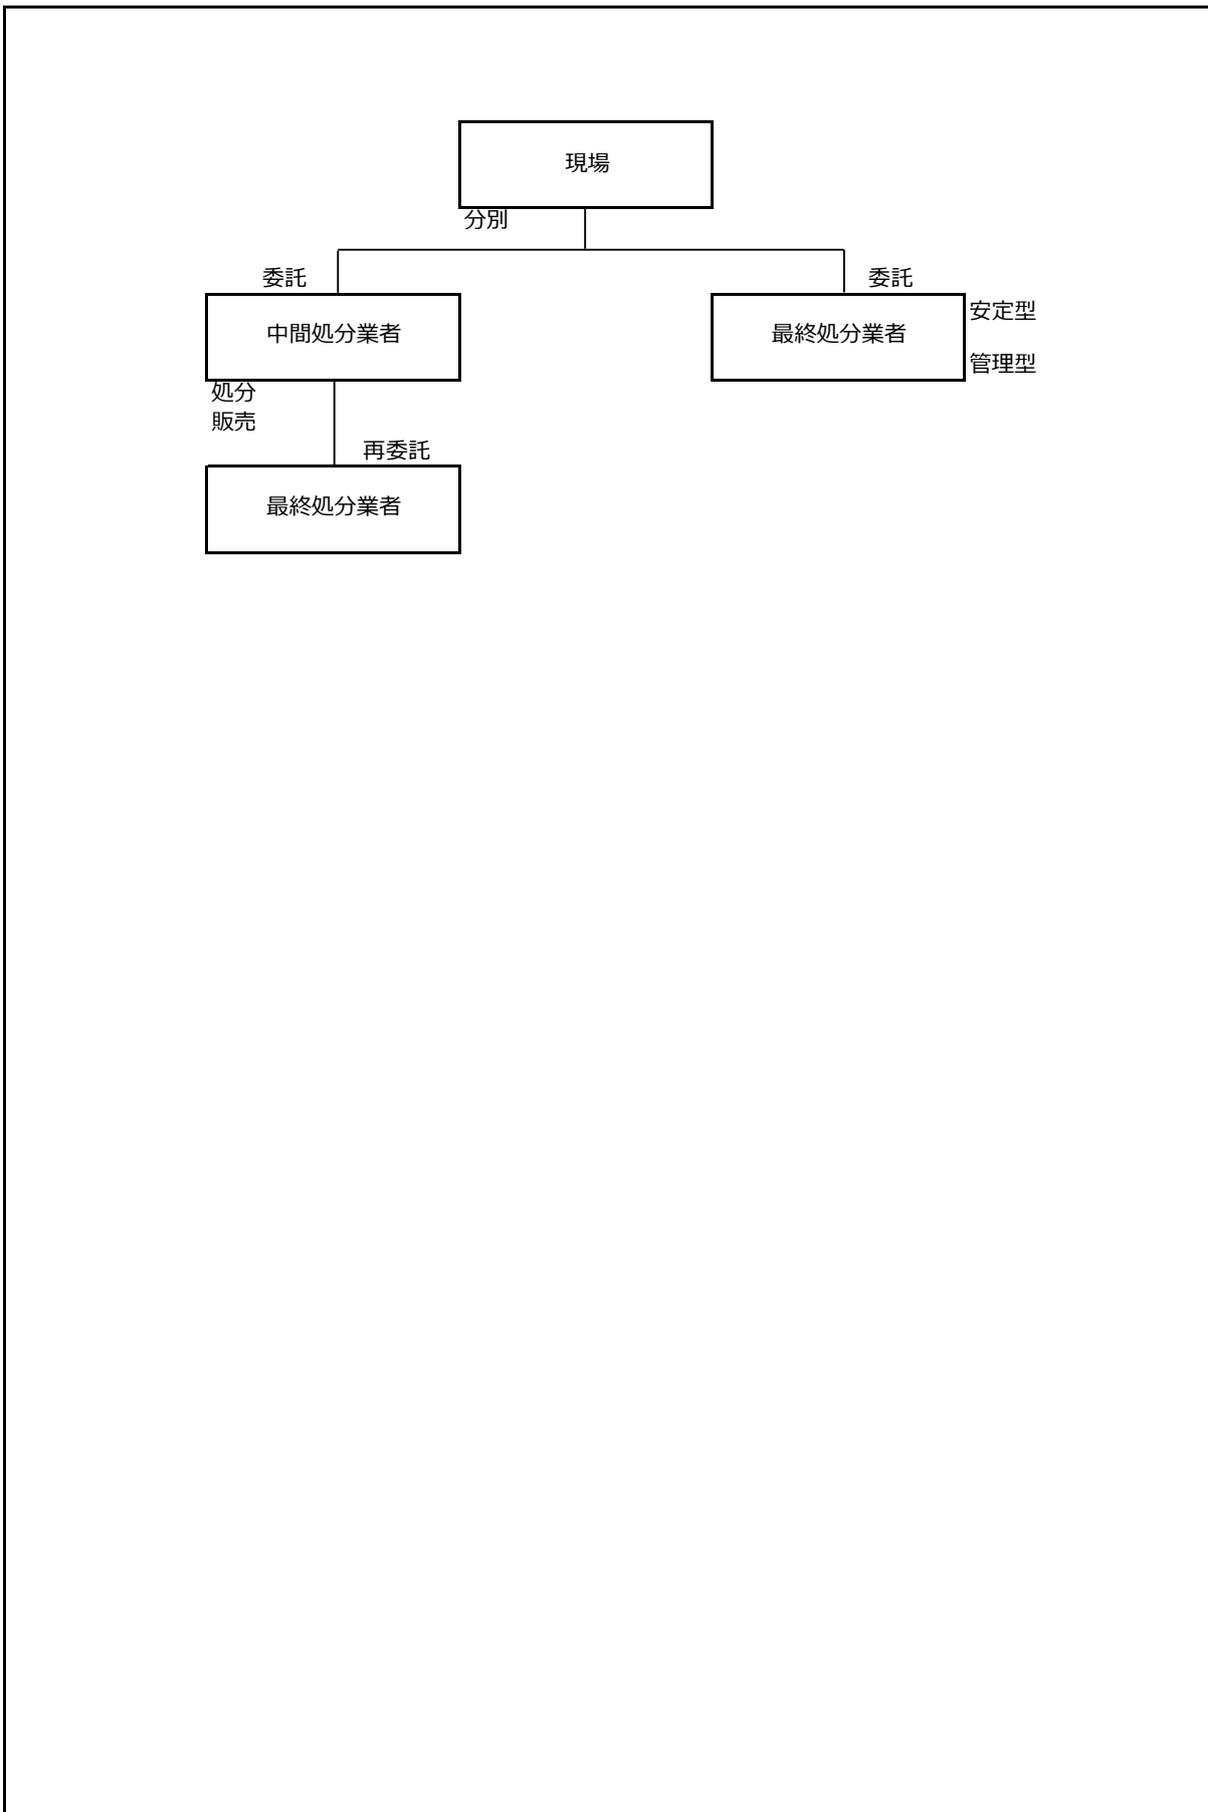 現場
分別
委託
委託
中間処分業者
最終処分業者
安定型
管理型
処分
販売
再委託
最終処分業者